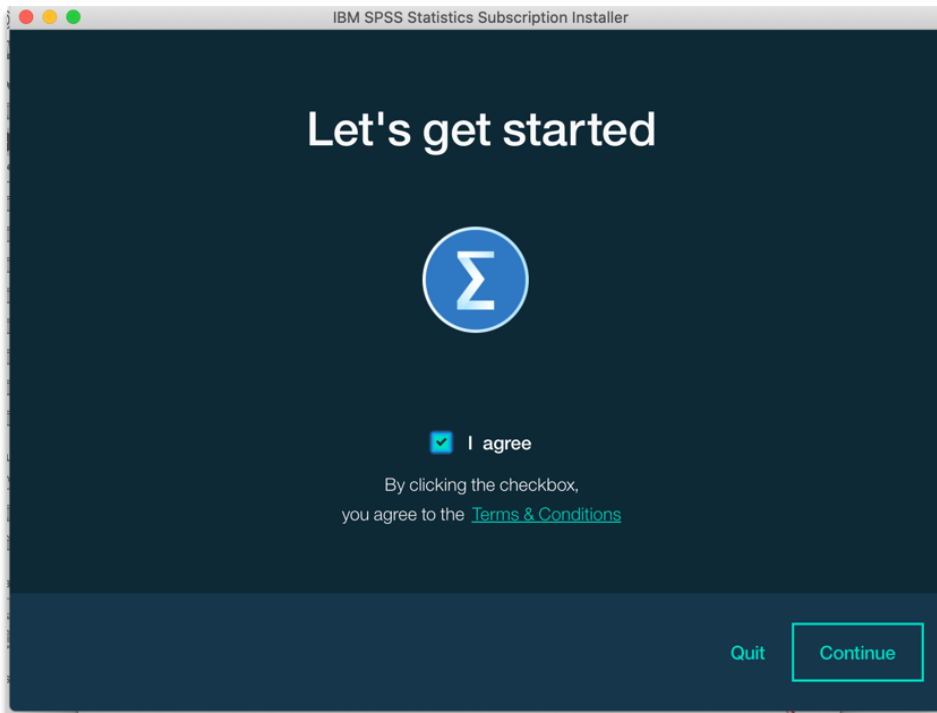 IBM SPSS Statistics Subscription Installer
Let's get started
Σ
I agree
By clicking the checkbox,
you agree to the Terms & Conditions
Quit
Continue